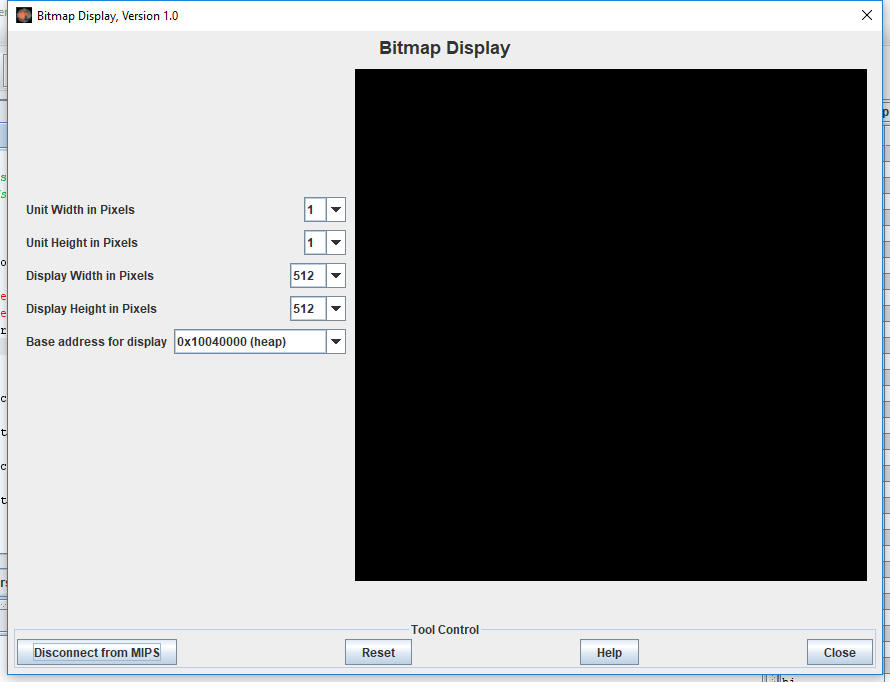 Bitmap Display, Version 1.0
Bitmap Display
Unit Width in Pixels 1
Unit Height in Pixels 1
Display Width in Pixels 512
Display Height in Pixels 512
Base address for display 0x10040000 (heap)
Tool Control
Disconnect from MIPS Reset Help Close